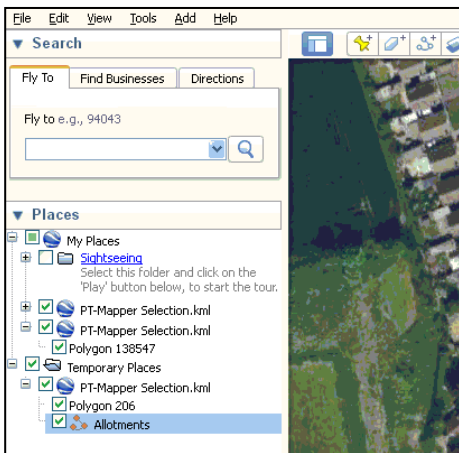 File Edit View Tools Add Help
Search
Fly To Find Businesses Directions
Fly to e.g., 94043
Places
My Places
Sightseeing
Select this folder and click on the
'Play' button below, to start the tour.
PT-Mapper Selection.kml
PT-Mapper Selection.kml
Polygon 138547
Temporary Places
PT-Mapper Selection.kml
Polygon 206
Allotments